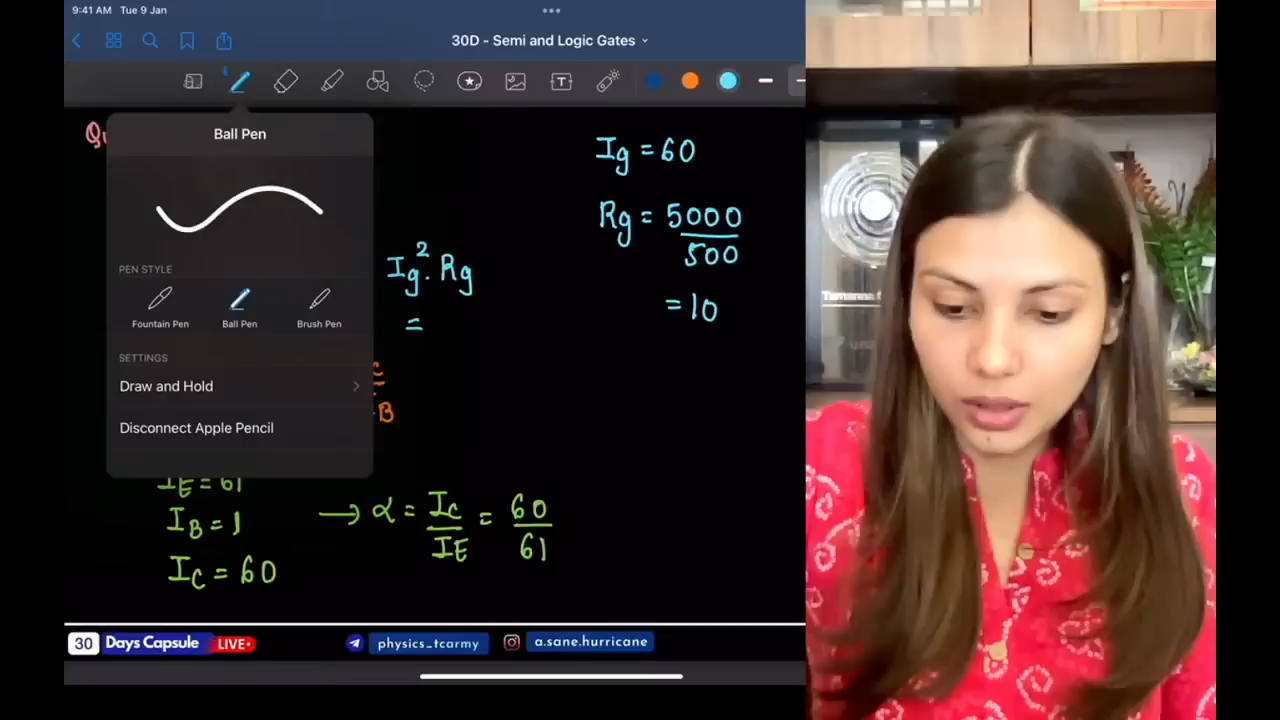 9:41 AM Tue 9 Jan
30D - Semi and Logic Gates
T
Qu
Ball Pen
PEN STYLE
Fountain Pen Ball Pen Brush Pen
SETTINGS
Draw and Hold
Disconnect Apple Pencil
Ig = 60
Rg = 5000
500
= 10
Ig². Rg
=
B
IE = 61
IB = 1
IC = 60
→ α = IC = 60
IE 61
30 Days Capsule LIVE
physics_tcarmy
a.sane.hurricane